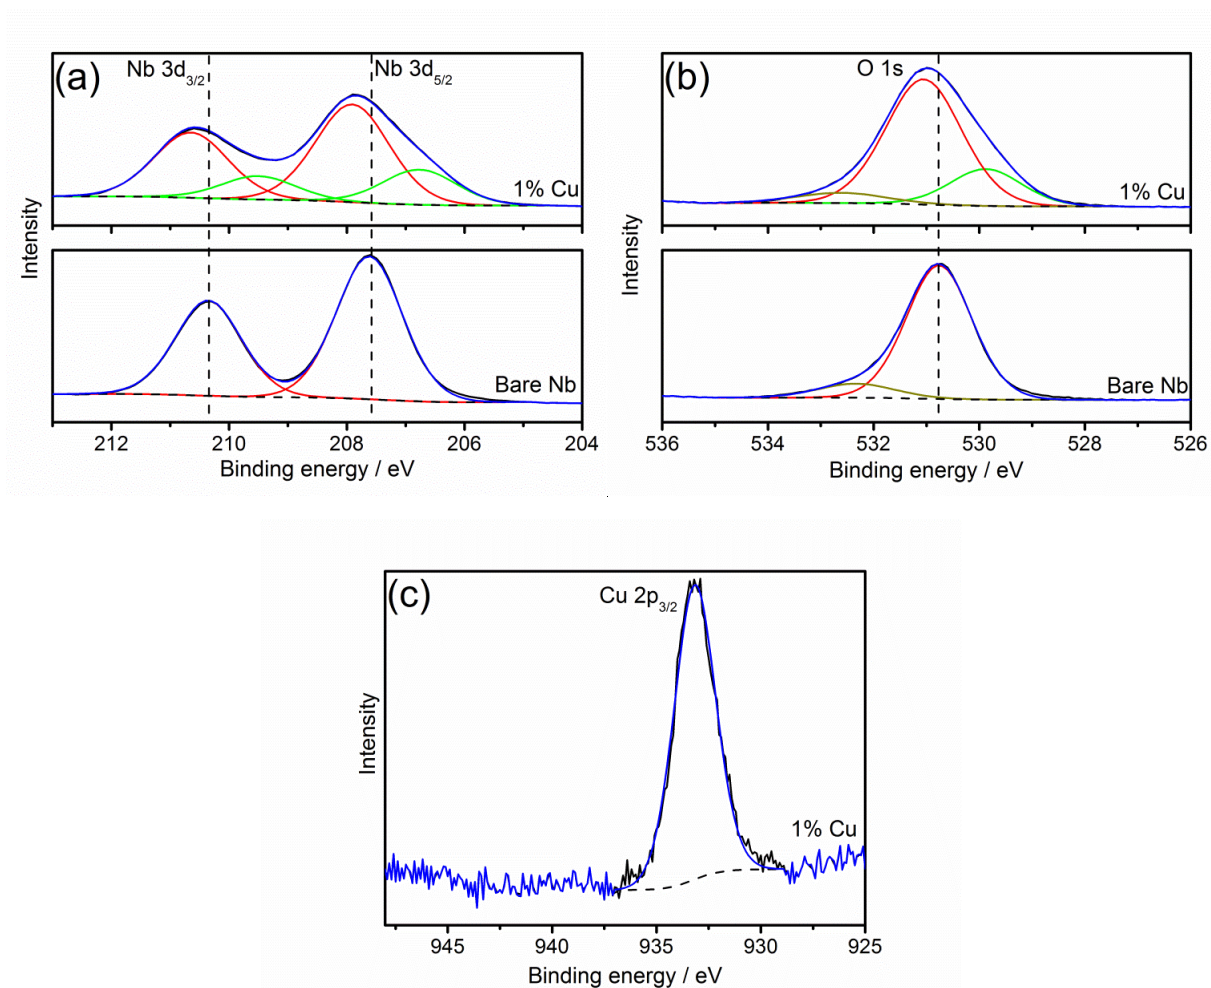 (a)
Nb 3d3/2
Nb 3d5/2
1% Cu
Bare Nb
Intensity
212 210 208 206 204
Binding energy / eV
(b)
O 1s
1% Cu
Bare Nb
Intensity
536 534 532 530 528 526
Binding energy / eV
(c)
Cu 2p3/2
1% Cu
Intensity
945 940 935 930 925
Binding energy / eV